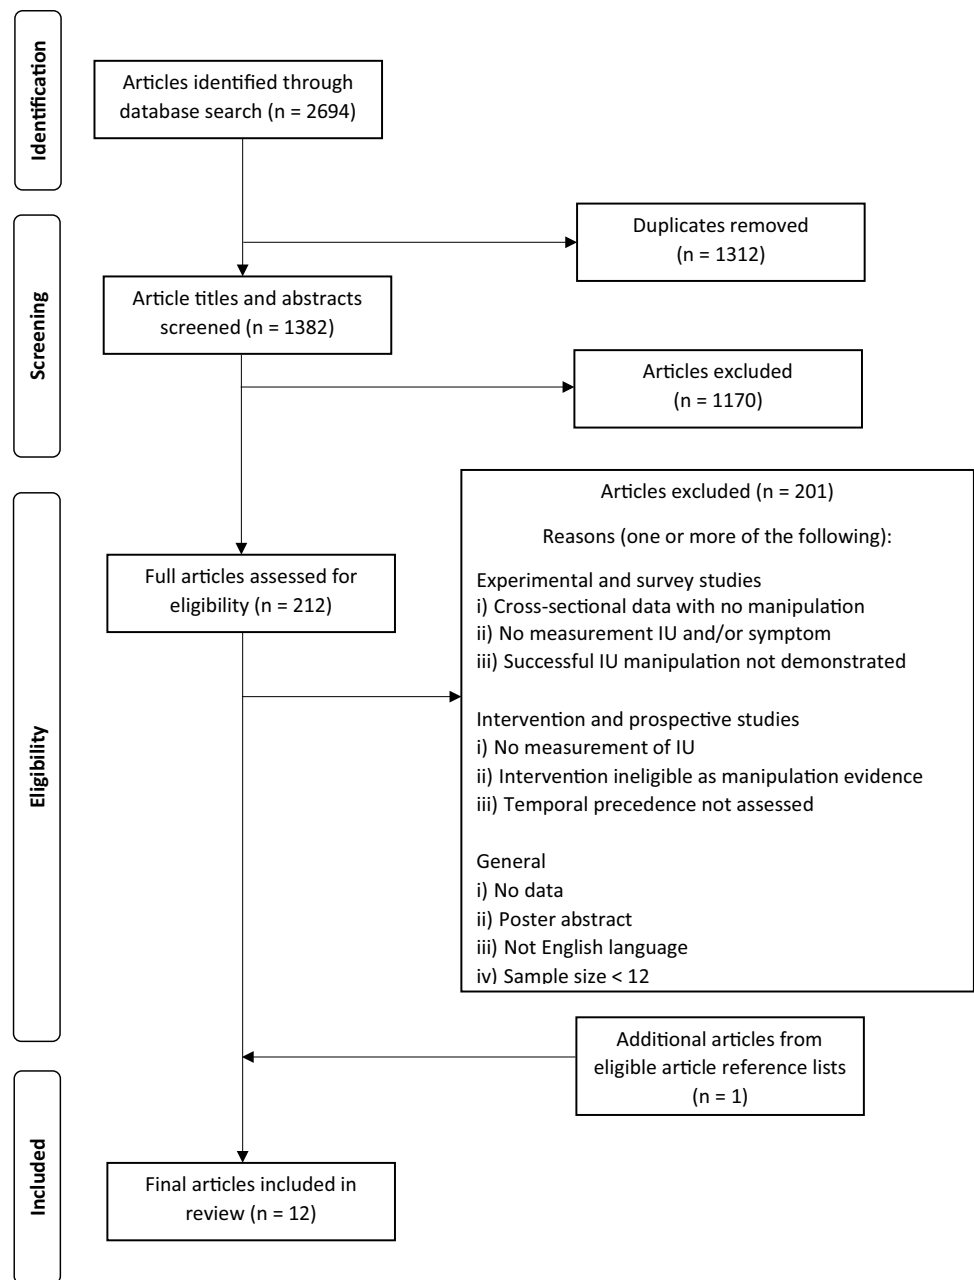 Identification
Articles identified through
database search (n = 2694)
Duplicates removed
(n = 1312)
Screening
Article titles and abstracts
screened (n = 1382)
Articles excluded
(n = 1170)
Eligibility
Full articles assessed for
eligibility (n = 212)
Articles excluded (n = 201)
Reasons (one or more of the following):
Experimental and survey studies
i) Cross-sectional data with no manipulation
ii) No measurement IU and/or symptom
iii) Successful IU manipulation not demonstrated
Intervention and prospective studies
i) No measurement of IU
ii) Intervention ineligible as manipulation evidence
iii) Temporal precedence not assessed
General
i) No data
ii) Poster abstract
iii) Not English language
iv) Sample size < 12
Additional articles from
eligible article reference lists
(n = 1)
Included
Final articles included in
review (n = 12)